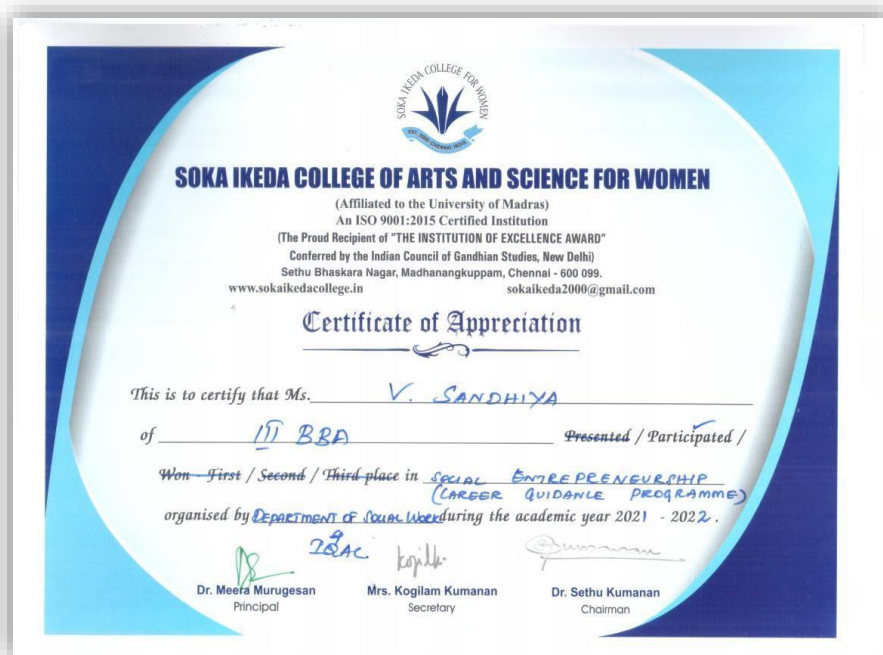 SOKA IKEDA COLLEGE FOR WOMEN
EST. 2000 CHENNAI, INDIA
SOKA IKEDA COLLEGE OF ARTS AND SCIENCE FOR WOMEN
(Affiliated to the University of Madras)
An ISO 9001:2015 Certified Institution
(The Proud Recipient of "THE INSTITUTION OF EXCELLENCE AWARD"
Conferred by the Indian Council of Gandhian Studies, New Delhi)
Sethu Bhaskara Nagar, Madhanangkuppam, Chennai - 600 099.
www.sokaikedacollege.in sokaikeda2000@gmail.com
Certificate of Appreciation
This is to certify that Ms. V. SANDHIYA
of III BBA Presented / Participated /
Won - First / Second / Third place in SOCIAL ENTREPRENEURSHIP
(CAREER GUIDANCE PROGRAMME)
organised by DEPARTMENT OF SOCIAL WORK during the academic year 2021 - 2022.
& IQAC
Dr. Meera Murugesan Mrs. Kogilam Kumanan Dr. Sethu Kumanan
Principal Secretary Chairman